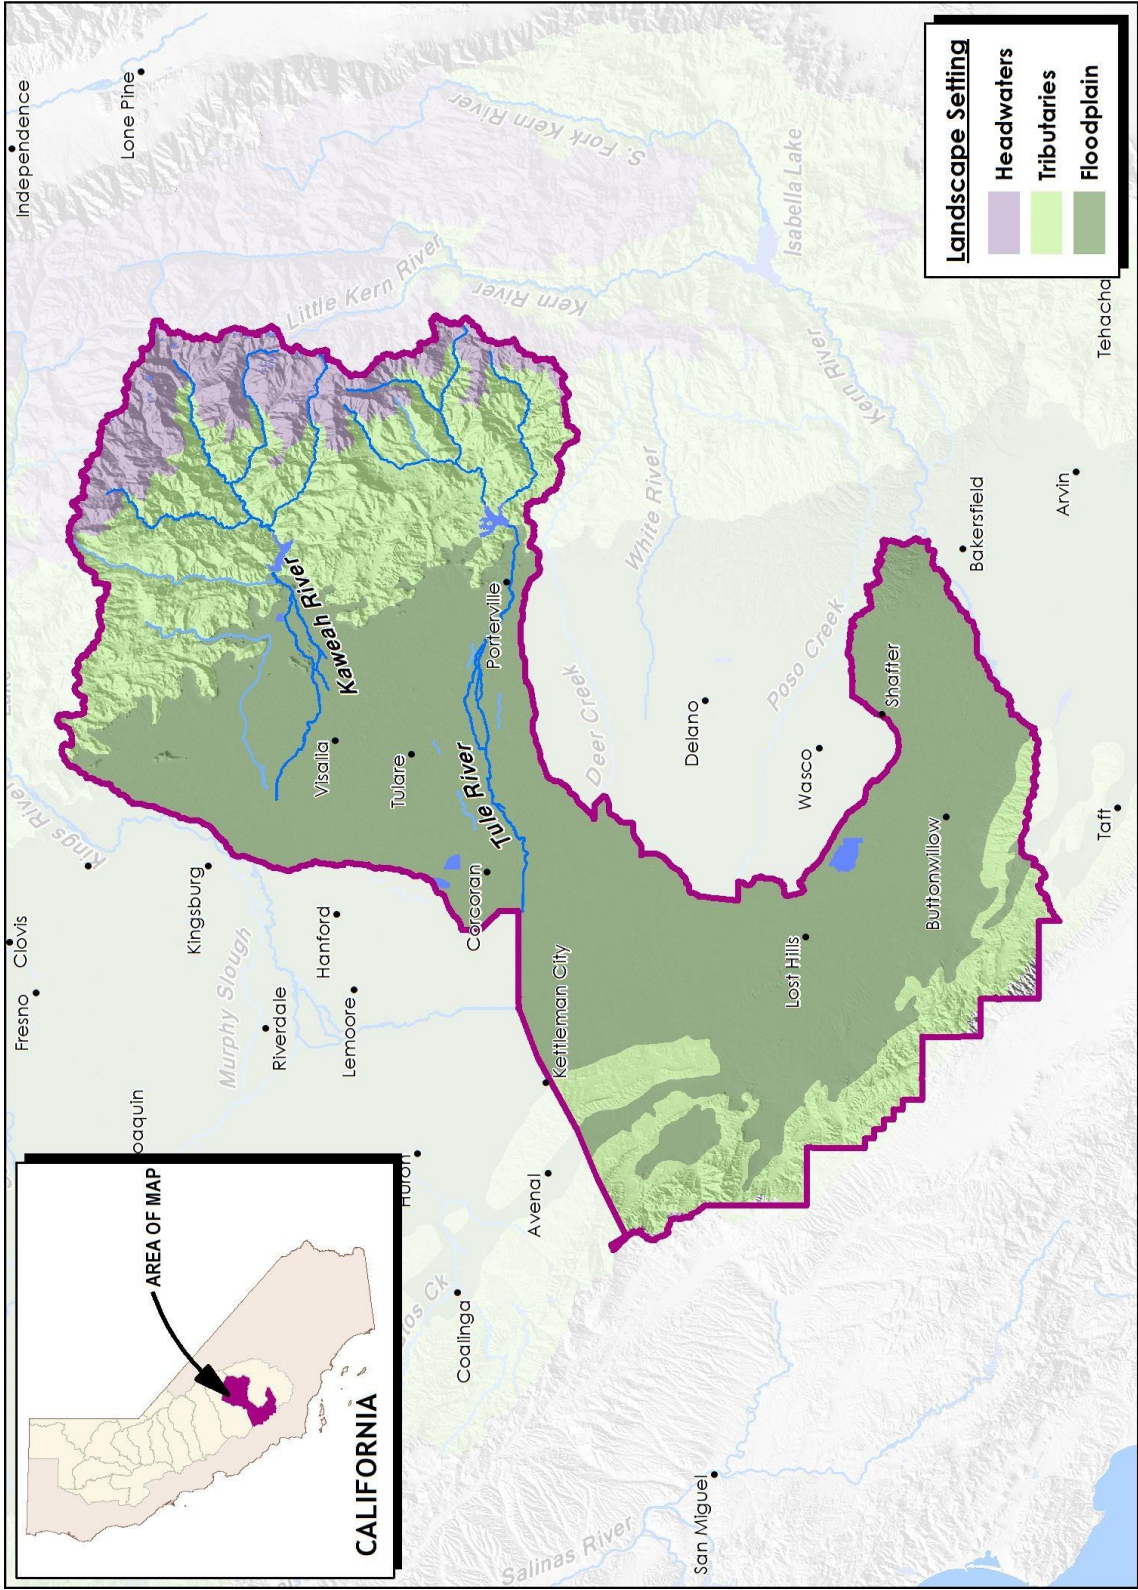 CALIFORNIA
AREA OF MAP
Landscape Setting
Headwaters
Tributaries
Floodplain
Independence
Lone Pine
S. Fork Kern River
Isabella Lake
Little Kern River
Kern River
Kern River
Tehacha
Kaweah River
Tule River
Porterville
Visalia
Tulare
Corcoran
White River
Deer Creek
Poso Creek
Delano
Wasco
Shafter
Bakersfield
Arvin
Taft
Buttonwillow
Lost Hills
Kettleman City
Kings River
Clovis
Fresno
Kingsburg
Hanford
Murphy Slough
Riverdale
Lemoore
oaquin
Huron
Avenal
Coalinga
tos Ck
San Miguel
Salinas River